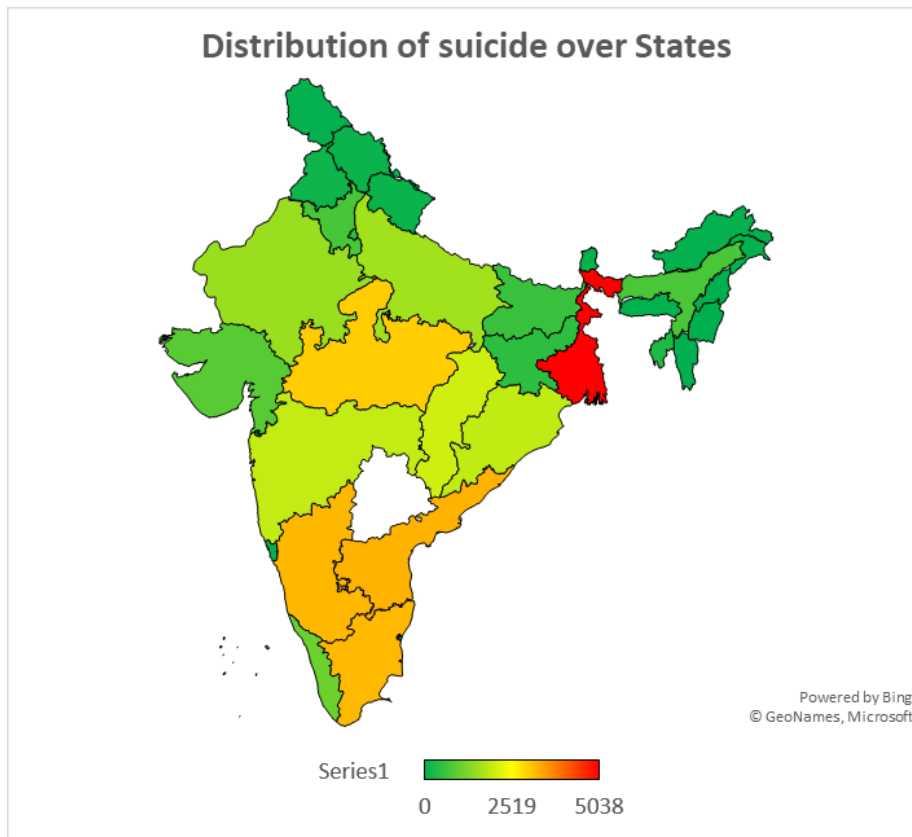 Distribution of suicide over States
Powered by Bing
© GeoNames, Microsoft
Series1
0 2519 5038